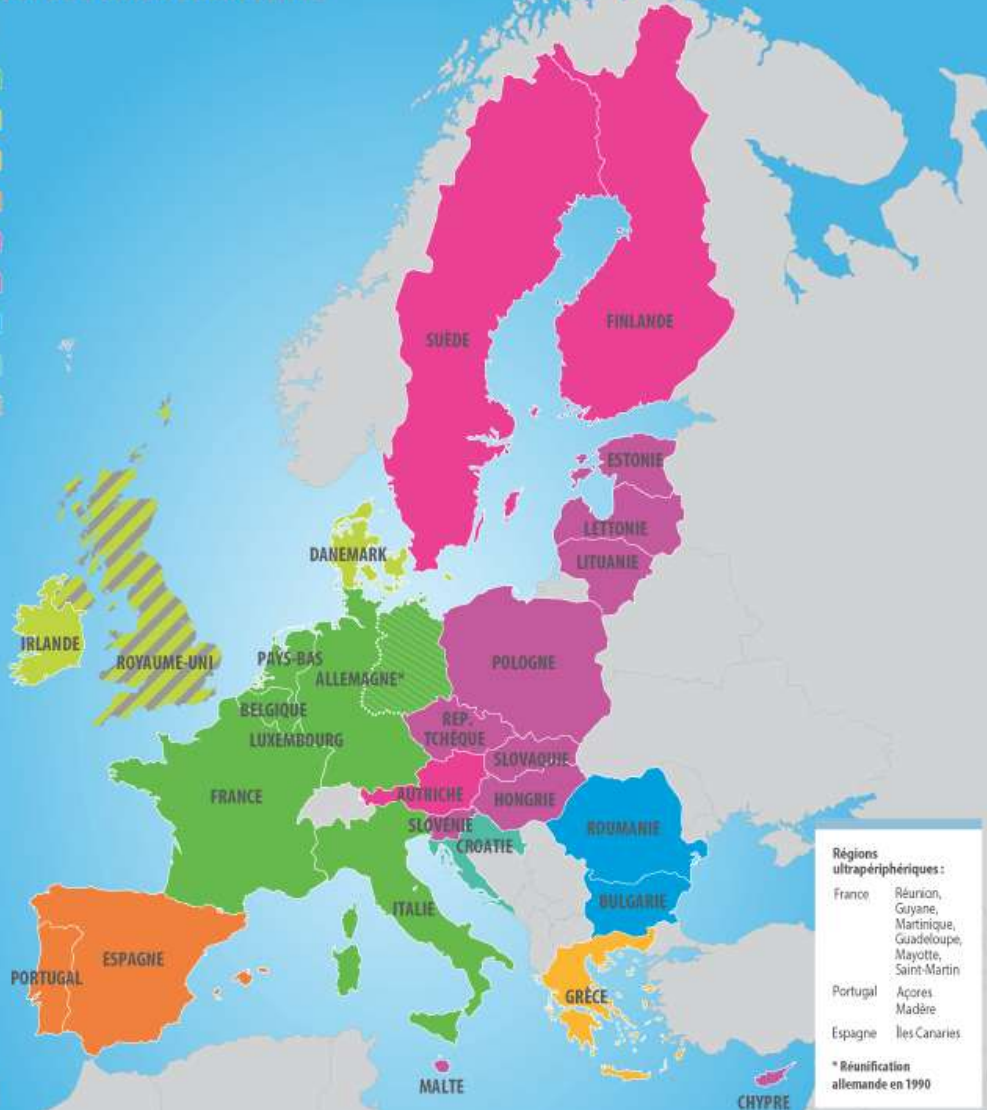 SUÈDE
FINLANDE
ESTONIE
LETTONIE
LITUANIE
DANEMARK
IRLANDE
ROYAUME-UNI
PAYS-BAS
ALLEMAGNE*
POLOGNE
BELGIQUE
LUXEMBOURG
REP.
TCHÈQUE
SLOVAQUIE
FRANCE
AUTRICHE
HONGRIE
SLOVÉNIE
CROATIE
ROUMANIE
BULGARIE
ITALIE
PORTUGAL
ESPAGNE
GRÈCE
MALTE
CHYPRE
Régions
ultrapériphériques :
France Réunion,
Guyane,
Martinique,
Guadeloupe,
Mayotte,
Saint-Martin
Portugal Açores
Madère
Espagne Îles Canaries
* Réunification
allemande en 1990